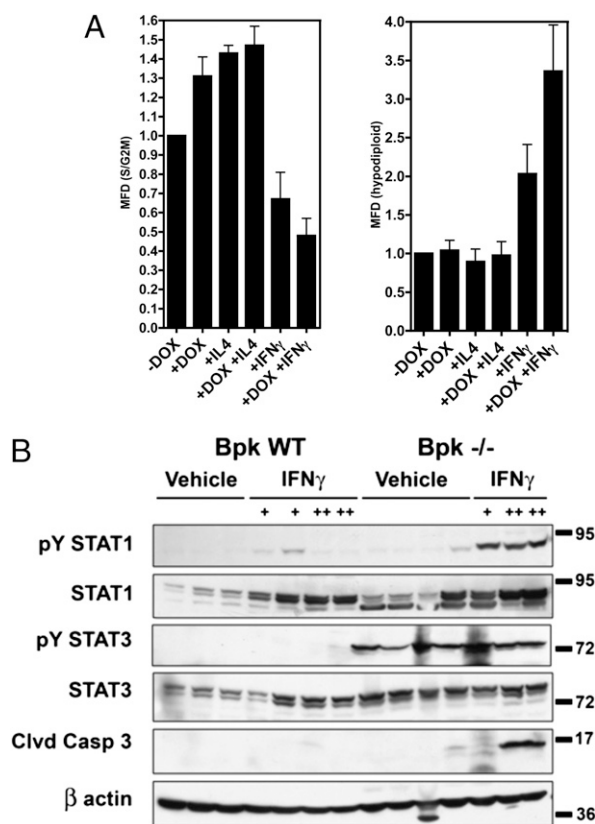 A
MFD (S/G2M)
1.6
1.5
1.4
1.3
1.2
1.1
1.0
0.9
0.8
0.7
0.6
0.5
0.4
0.3
0.2
0.1
0.0
-DOX
+DOX
+IL4
+DOX +IL4
+IFNγ
+DOX +IFNγ
MFD (hypodiploid)
4.0
3.5
3.0
2.5
2.0
1.5
1.0
0.5
0.0
-DOX
+DOX
+IL4
+DOX +IL4
+IFNγ
+DOX +IFNγ
B
Bpk WT Bpk -/-
Vehicle IFNγ Vehicle IFNγ
+ + ++ ++ + ++ ++
pY STAT1 95
STAT1 95
pY STAT3 72
STAT3 72
Clvd Casp 3 17
β actin 36